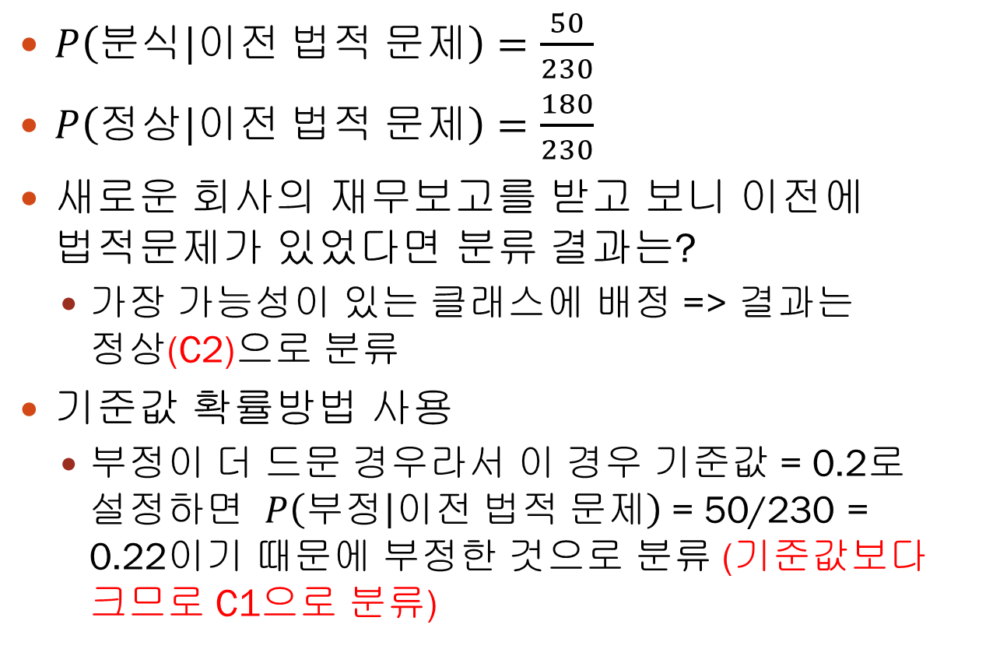 • P(분식|이전 법적 문제) = 50/230
• P(정상|이전 법적 문제) = 180/230
• 새로운 회사의 재무보고를 받고 보니 이전에
법적문제가 있었다면 분류 결과는?
• 가장 가능성이 있는 클래스에 배정 => 결과는
정상(C2)으로 분류
• 기준값 확률방법 사용
• 부정이 더 드문 경우라서 이 경우 기준값 = 0.2로
설정하면 P(부정|이전 법적 문제) = 50/230 =
0.22이기 때문에 부정한 것으로 분류 (기준값보다
크므로 C1으로 분류)